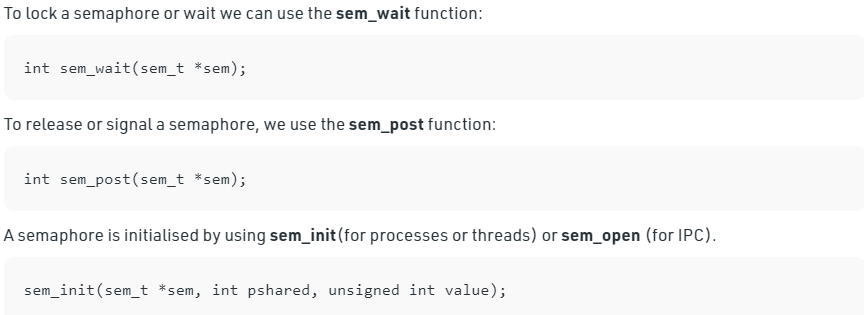 To lock a semaphore or wait we can use the sem_wait function:
int sem_wait(sem_t *sem);
To release or signal a semaphore, we use the sem_post function:
int sem_post(sem_t *sem);
A semaphore is initialised by using sem_init(for processes or threads) or sem_open (for IPC).
sem_init(sem_t *sem, int pshared, unsigned int value);